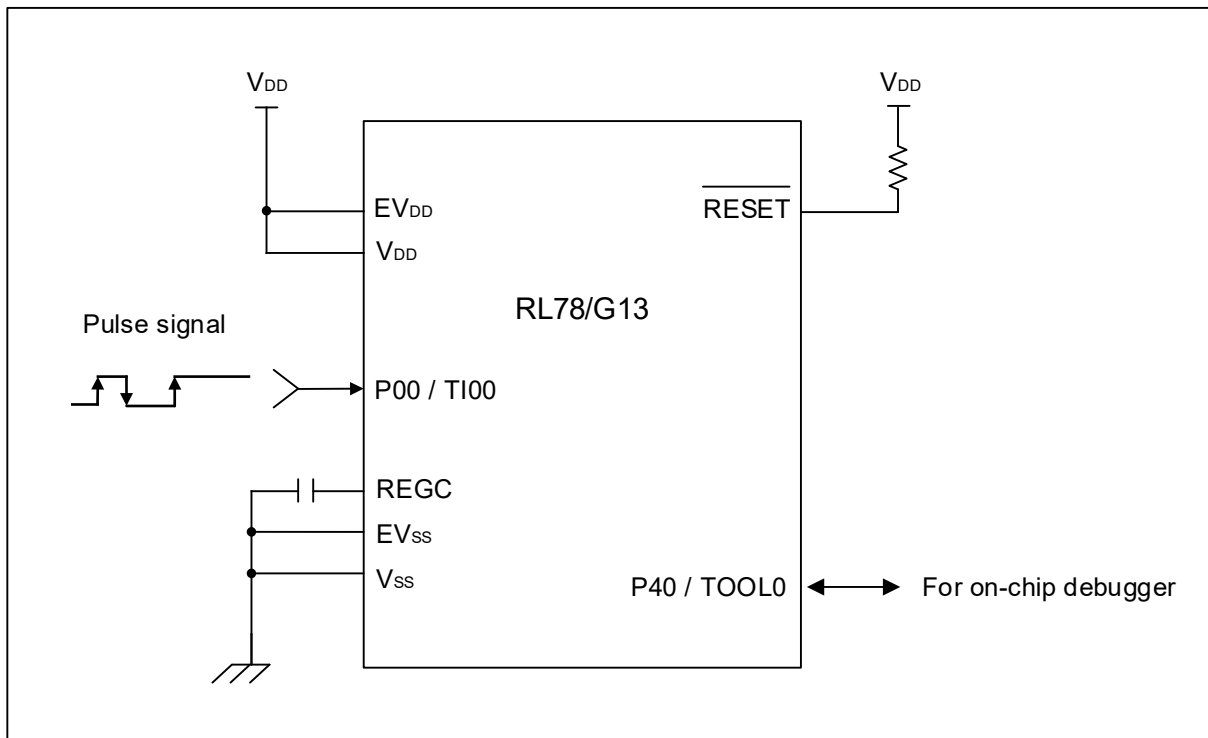 VDD
VDD
EVDD
RESET
VDD
RL78/G13
Pulse signal
P00 / TI00
REGC
EVSS
VSS
P40 / TOOL0
For on-chip debugger